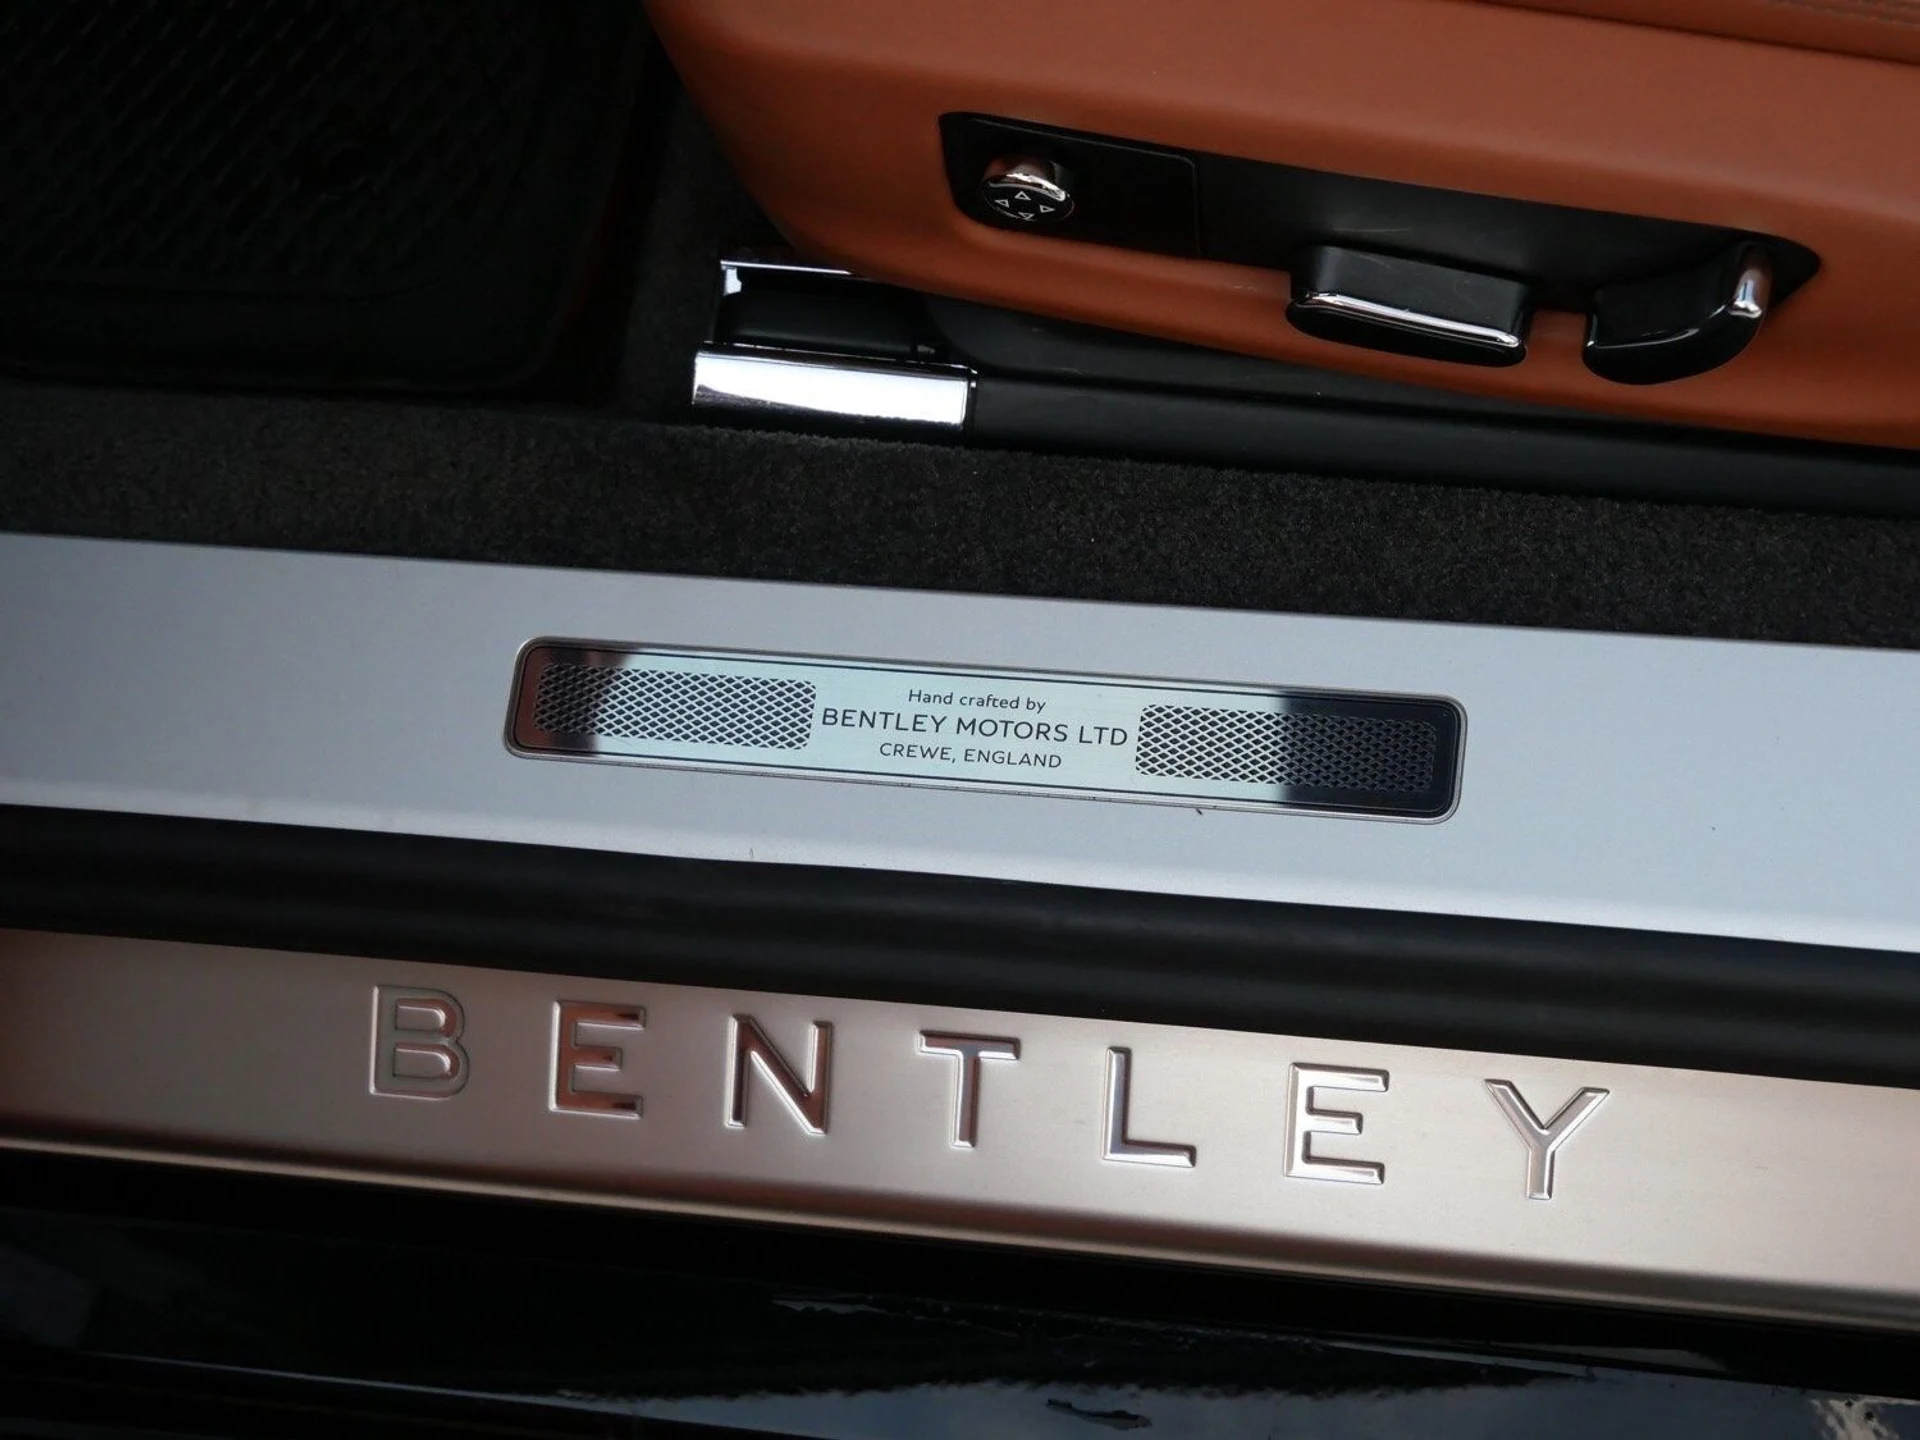 Hand crafted by
BENTLEY MOTORS LTD
CREWE, ENGLAND
BENTLEY